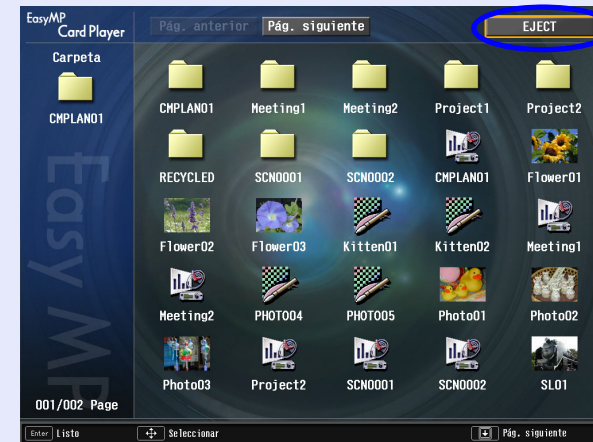 EasyMP
Card Player
Pág. anterior
Pág. siguiente
EJECT
Carpeta
CMPLAN01
CMPLAN01
Meeting1
Meeting2
Project1
Project2
RECYCLED
SCN0001
SCN0002
CMPLAN01
Flower01
Flower02
Flower03
Kitten01
Kitten02
Meeting1
Meeting2
PHOTO04
PHOTO05
Photo01
Photo02
Photo03
Project2
SCN0001
SCN0002
SL01
Easy MP
001/002 Page
Enter Listo
Seleccionar
Pág. siguiente